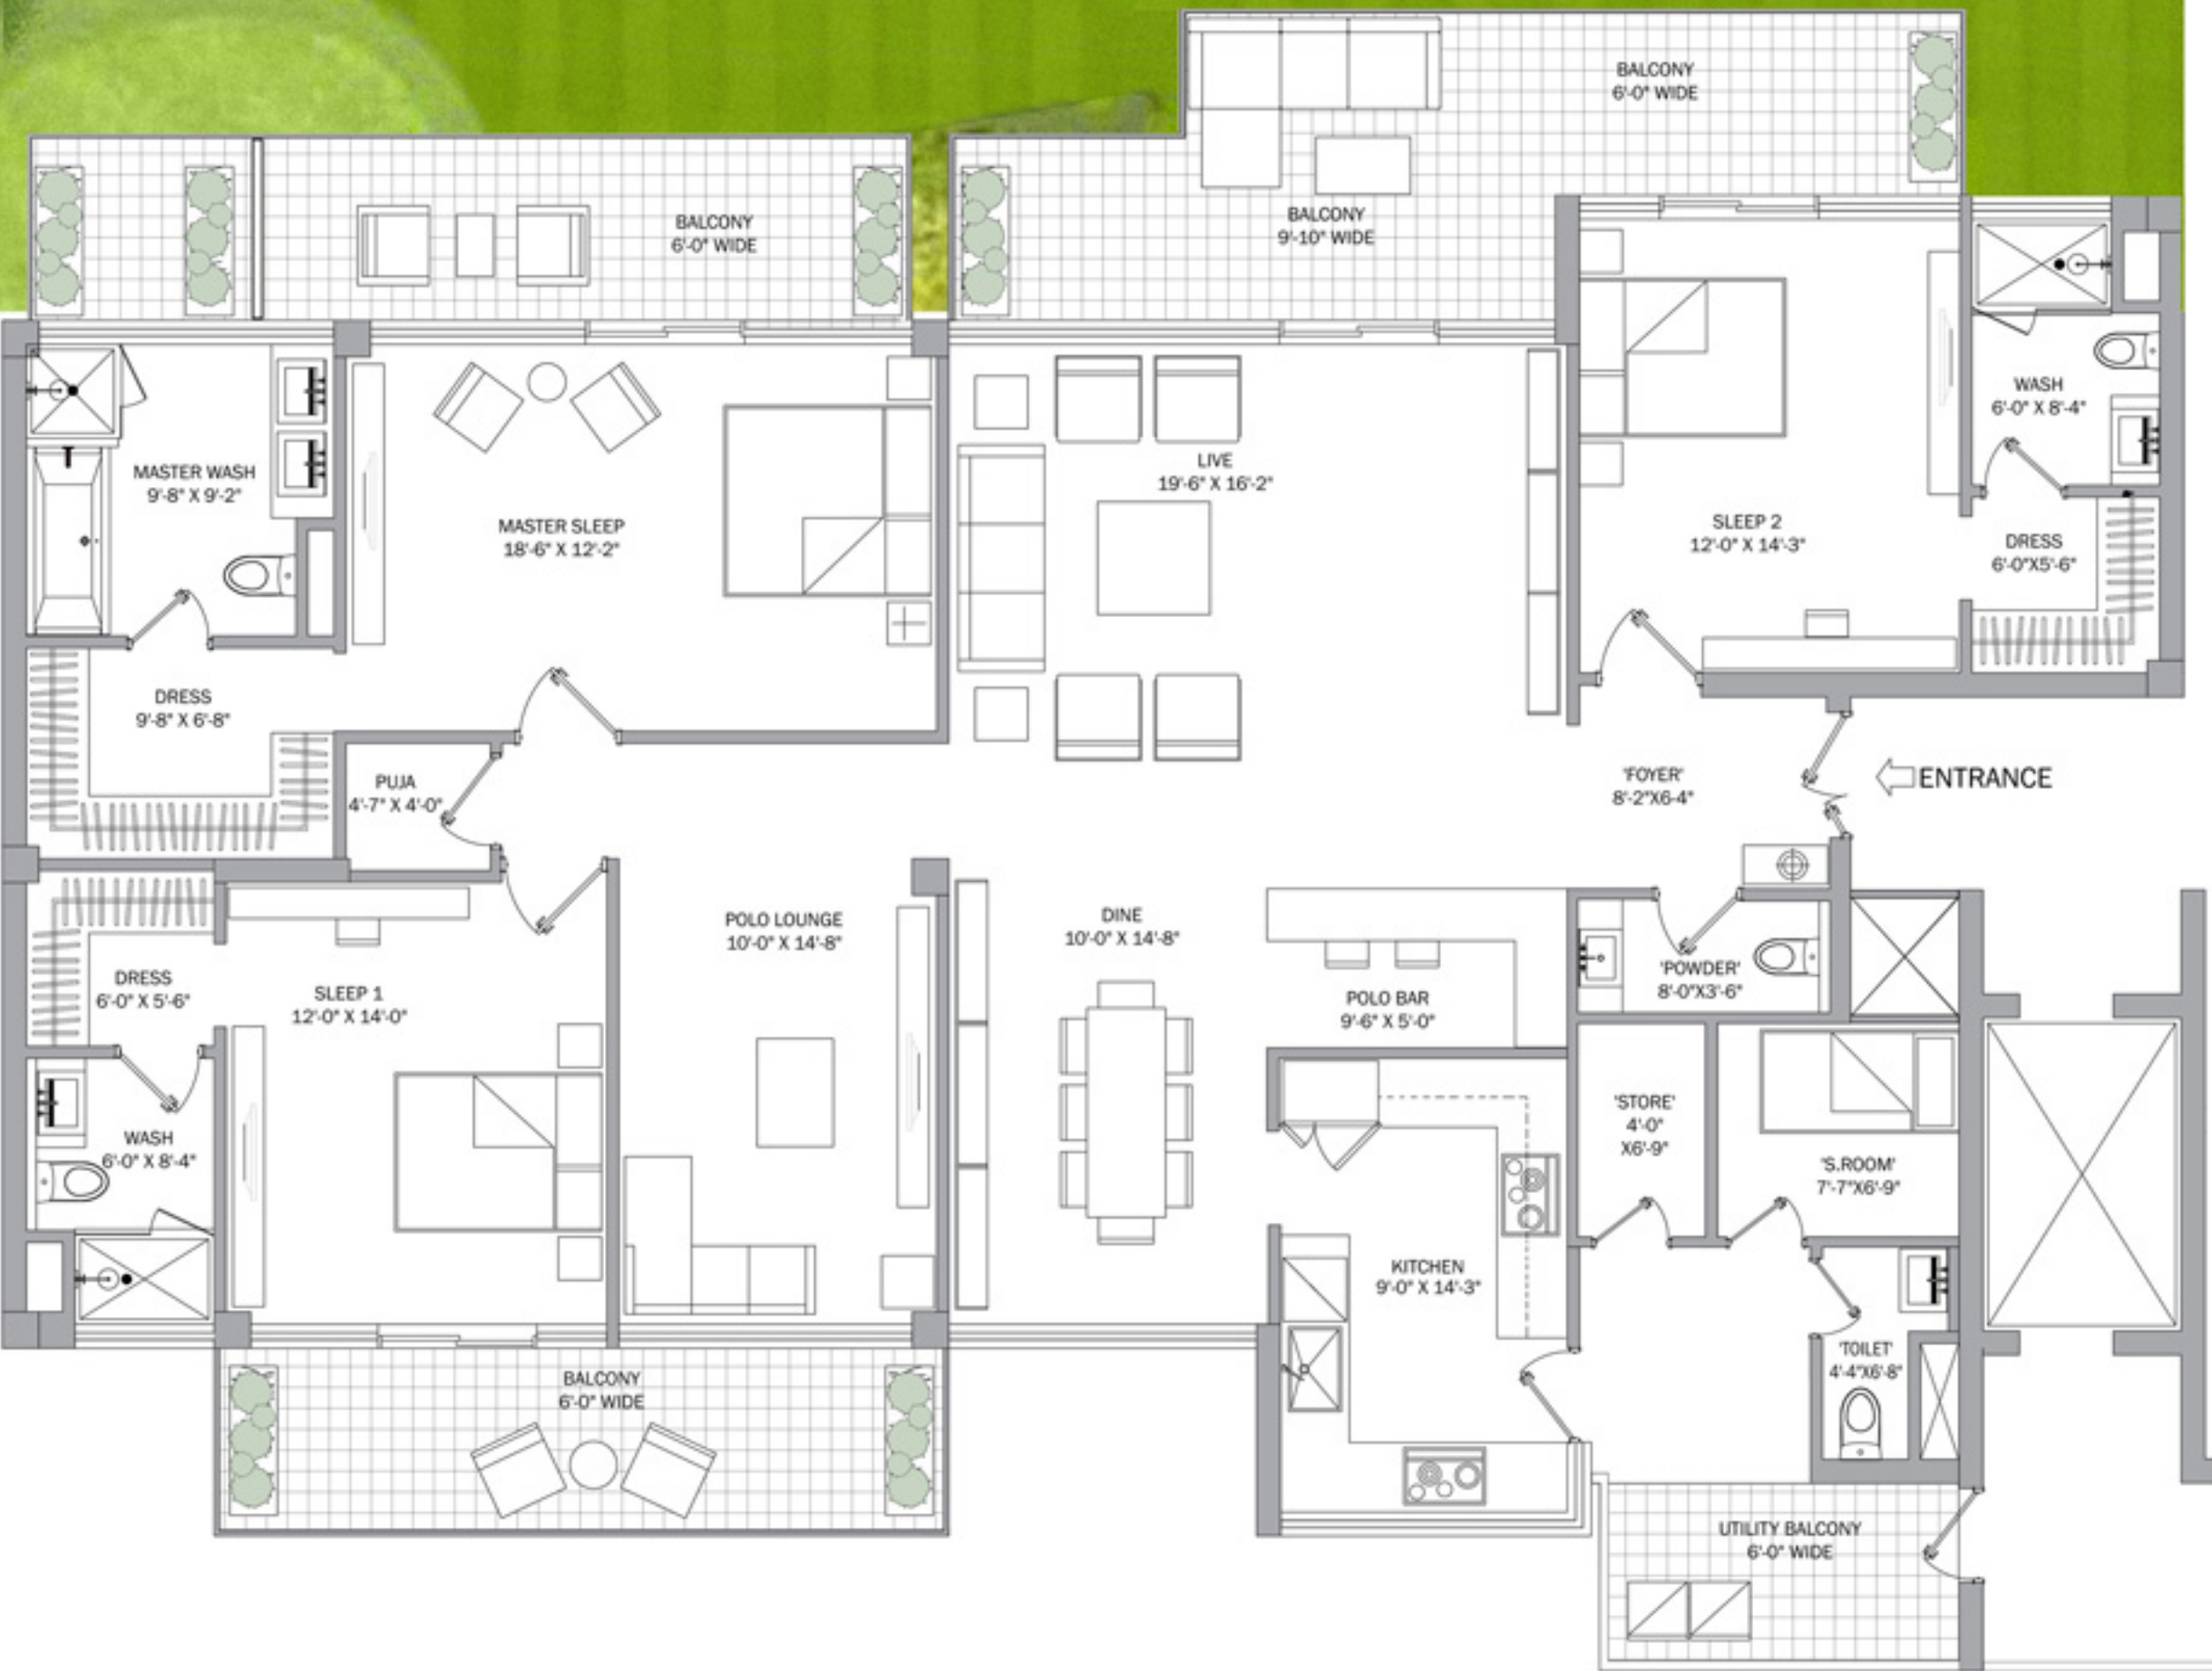 BALCONY
6'-0" WIDE
BALCONY
6'-0" WIDE
BALCONY
9'-10" WIDE
WASH
6'-0" X 8'-4"
LIVE
19'-6" X 16'-2"
MASTER WASH
9'-8" X 9'-2"
MASTER SLEEP
18'-6" X 12'-2"
SLEEP 2
12'-0" X 14'-3"
DRESS
6'-0"X5'-6"
DRESS
9'-8" X 6'-8"
PUJA
4'-7" X 4'-0"
'FOYER'
8'-2"X6-4"
ENTRANCE
POLO LOUNGE
10'-0" X 14'-8"
DINE
10'-0" X 14'-8"
DRESS
6'-0" X 5'-6"
SLEEP 1
12'-0" X 14'-0"
POLO BAR
9'-6" X 5'-0"
'POWDER'
8'-0"X3'-6"
WASH
6'-0" X 8'-4"
'STORE'
4'-0"
X6'-9"
'S.ROOM'
7'-7"X6'-9"
KITCHEN
9'-0" X 14'-3"
'TOILET'
4'-4"X6'-8"
BALCONY
6'-0" WIDE
UTILITY BALCONY
6'-0" WIDE